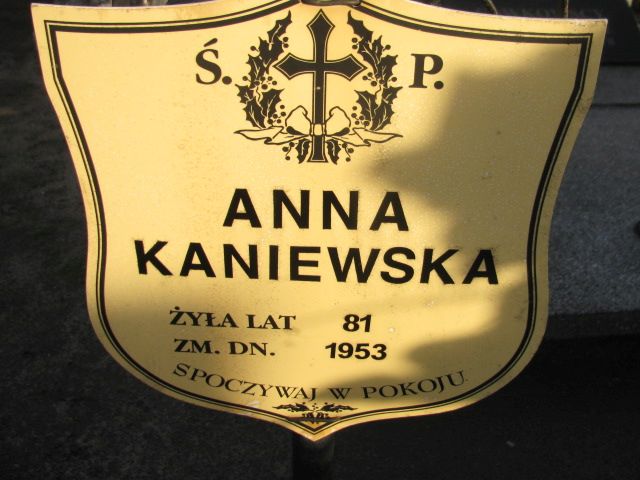 Ś. P.
ANNA
KANIEWSKA
ŻYŁA LAT 81
ZM. DN. 1953
SPOCZYWAJ W POKOJU